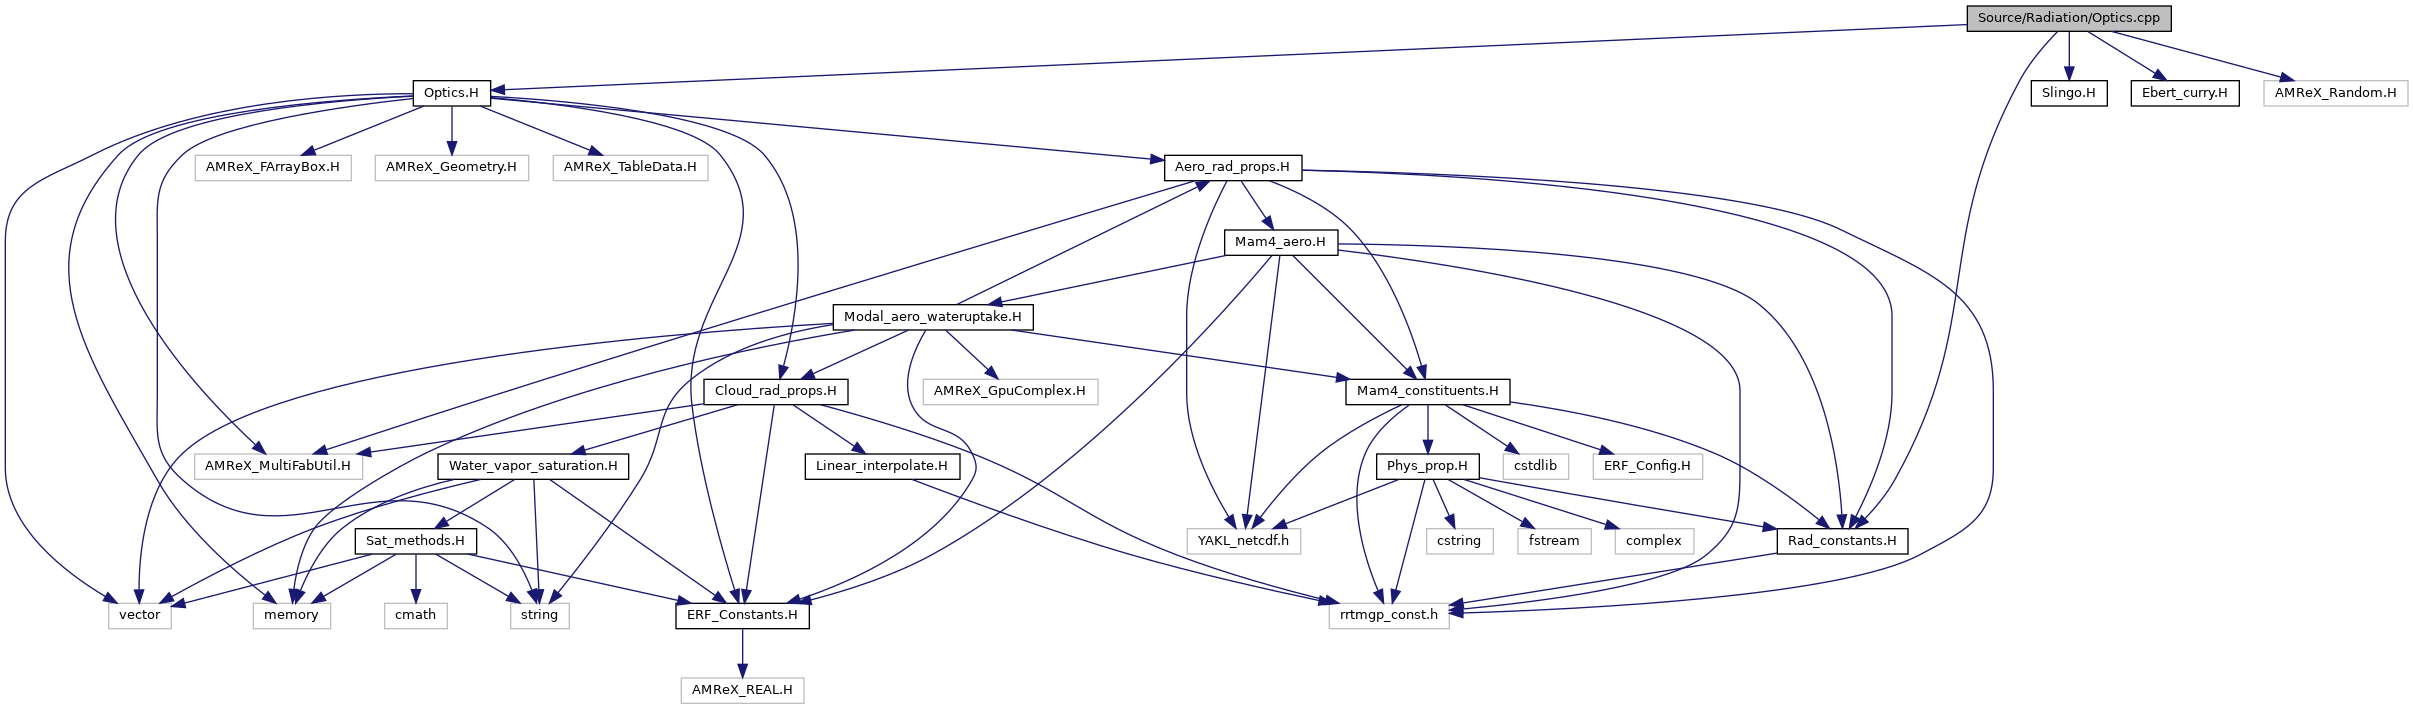 Source/Radiation/Optics.cpp
Optics.H
Slingo.H
Ebert_curry.H
AMReX_Random.H
AMReX_FArrayBox.H
AMReX_Geometry.H
AMReX_TableData.H
Aero_rad_props.H
Mam4_aero.H
Modal_aero_wateruptake.H
Cloud_rad_props.H
AMReX_GpuComplex.H
Mam4_constituents.H
AMReX_MultiFabUtil.H
Water_vapor_saturation.H
Linear_interpolate.H
Phys_prop.H
cstdlib
ERF_Config.H
Sat_methods.H
YAKL_netcdf.h
cstring
fstream
complex
Rad_constants.H
vector
memory
cmath
string
ERF_Constants.H
rrtmgp_const.h
AMReX_REAL.H